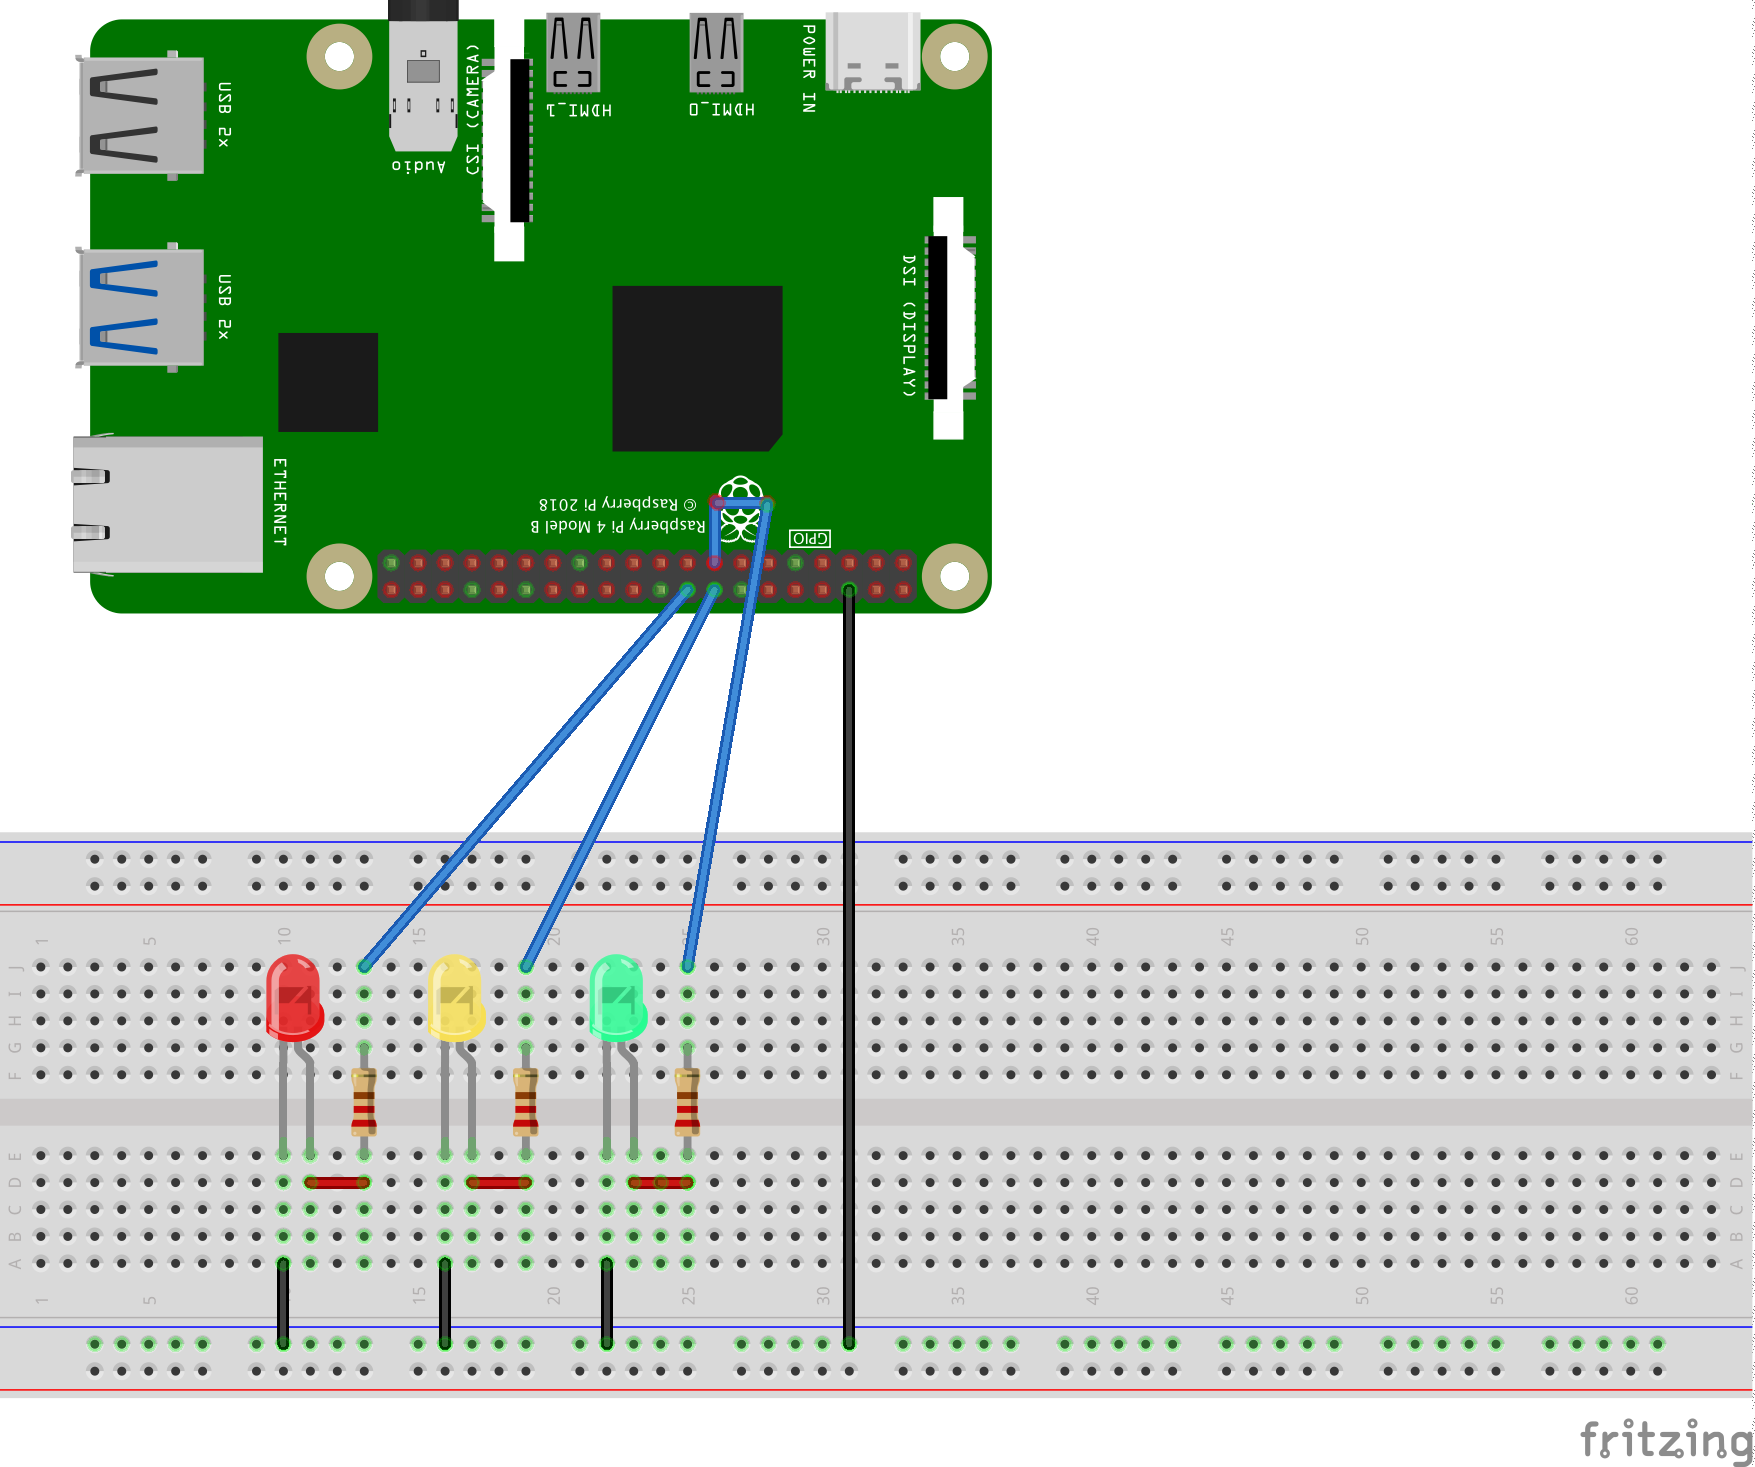 USB 2x
Audio
CSI (CAMERA)
HDMI_1
HDMI_0
POWER IN
USB 2x
DSI (DISPLAY)
ETHERNET
© Raspberry Pi 2018
Raspberry Pi 4 Model B
GPIO
1 5 10 15 20 25 30 35 40 45 50 55 60
J J
I I
H H
G G
F F
E E
D D
C C
B B
A A
1 5 15 20 25 30 35 40 45 50 55 60
fritzing